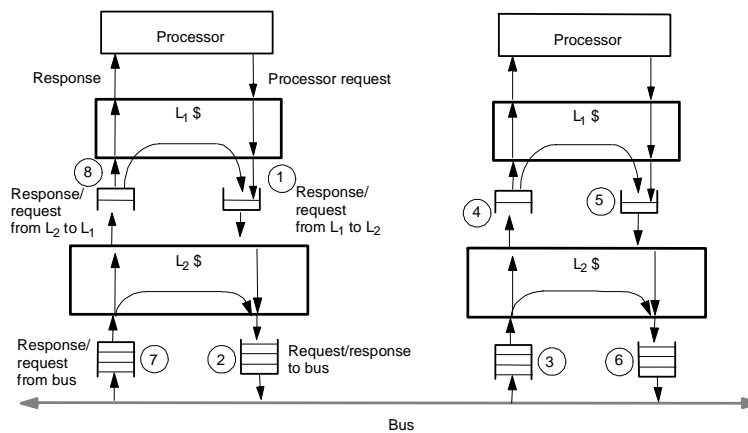 Processor
Response
Processor request
L1 $
8
1
Response/
request
from L2 to L1
Response/
request
from L1 to L2
L2 $
Response/
request
from bus
7
2
Request/response
to bus
Processor
L1 $
4
5
L2 $
3
6
Bus